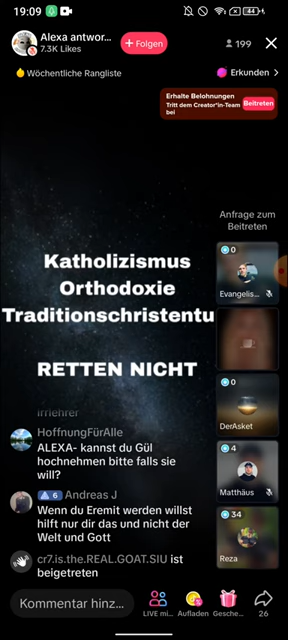 19:09
44
Alexa antwor...
7.3K Likes
+ Folgen
199
Wöchentliche Rangliste
Erkunden >
Erhalte Belohnungen
Tritt dem Creator*in-Team
bei
Beitreten
Anfrage zum
Beitreten
Katholizismus
Orthodoxie
Traditionschristentu
RETTEN NICHT
0
Evangelis...
0
DerAsket
4
Matthäus
34
Reza
Irrlehrer
HoffnungFürAlle
ALEXA- kannst du Gül
hochnehmen bitte falls sie
will?
6 Andreas J
Wenn du Eremit werden willst
hilft nur dir das und nicht der
Welt und Gott
cr7.is.the.REAL.GOAT.SIU ist
beigetreten
Kommentar hinz...
LIVE mi...
Aufladen
Gesche...
26